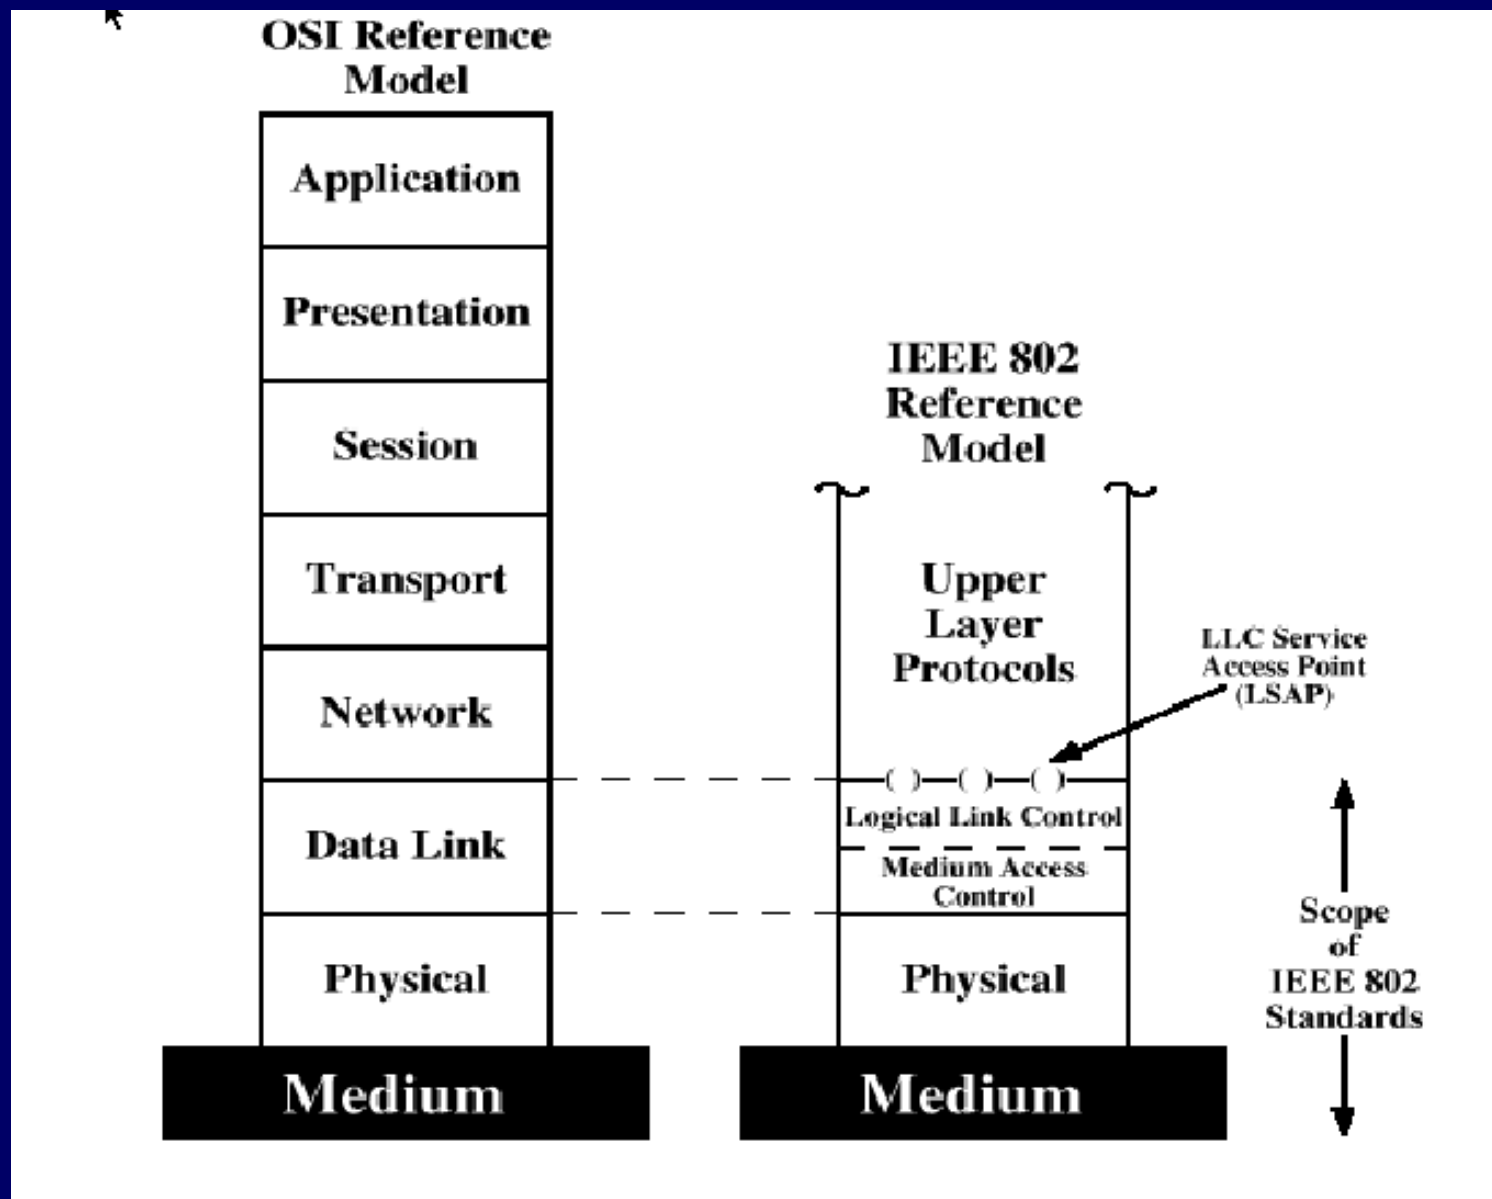 OSI Reference
Model
Application
Presentation
Session
Transport
Network
Data Link
Physical
Medium
IEEE 802
Reference
Model
Upper
Layer
Protocols
LLC Service
Access Point
(LSAP)
Logical Link Control
Medium Access
Control
Physical
Medium
Scope
of
IEEE 802
Standards